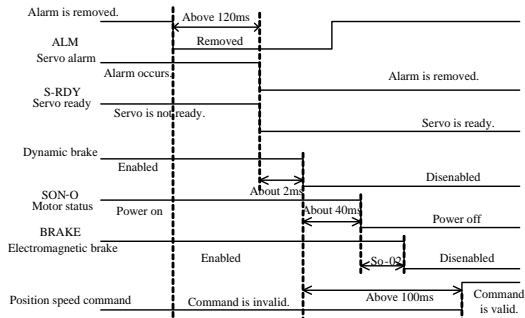 Alarm is removed.
Above 120ms
ALM
Removed
Servo alarm
Alarm occurs.
Alarm is removed.
S-RDY
Servo ready
Servo is not ready.
Servo is ready.
Dynamic brake
Enabled
Disenabled
About 2ms
SON-O
Motor status
Power on
About 40ms
Power off
BRAKE
Electromagnetic brake
Enabled
So-02
Disenabled
Position speed command
Command is invalid.
Above 100ms
Command
is valid.